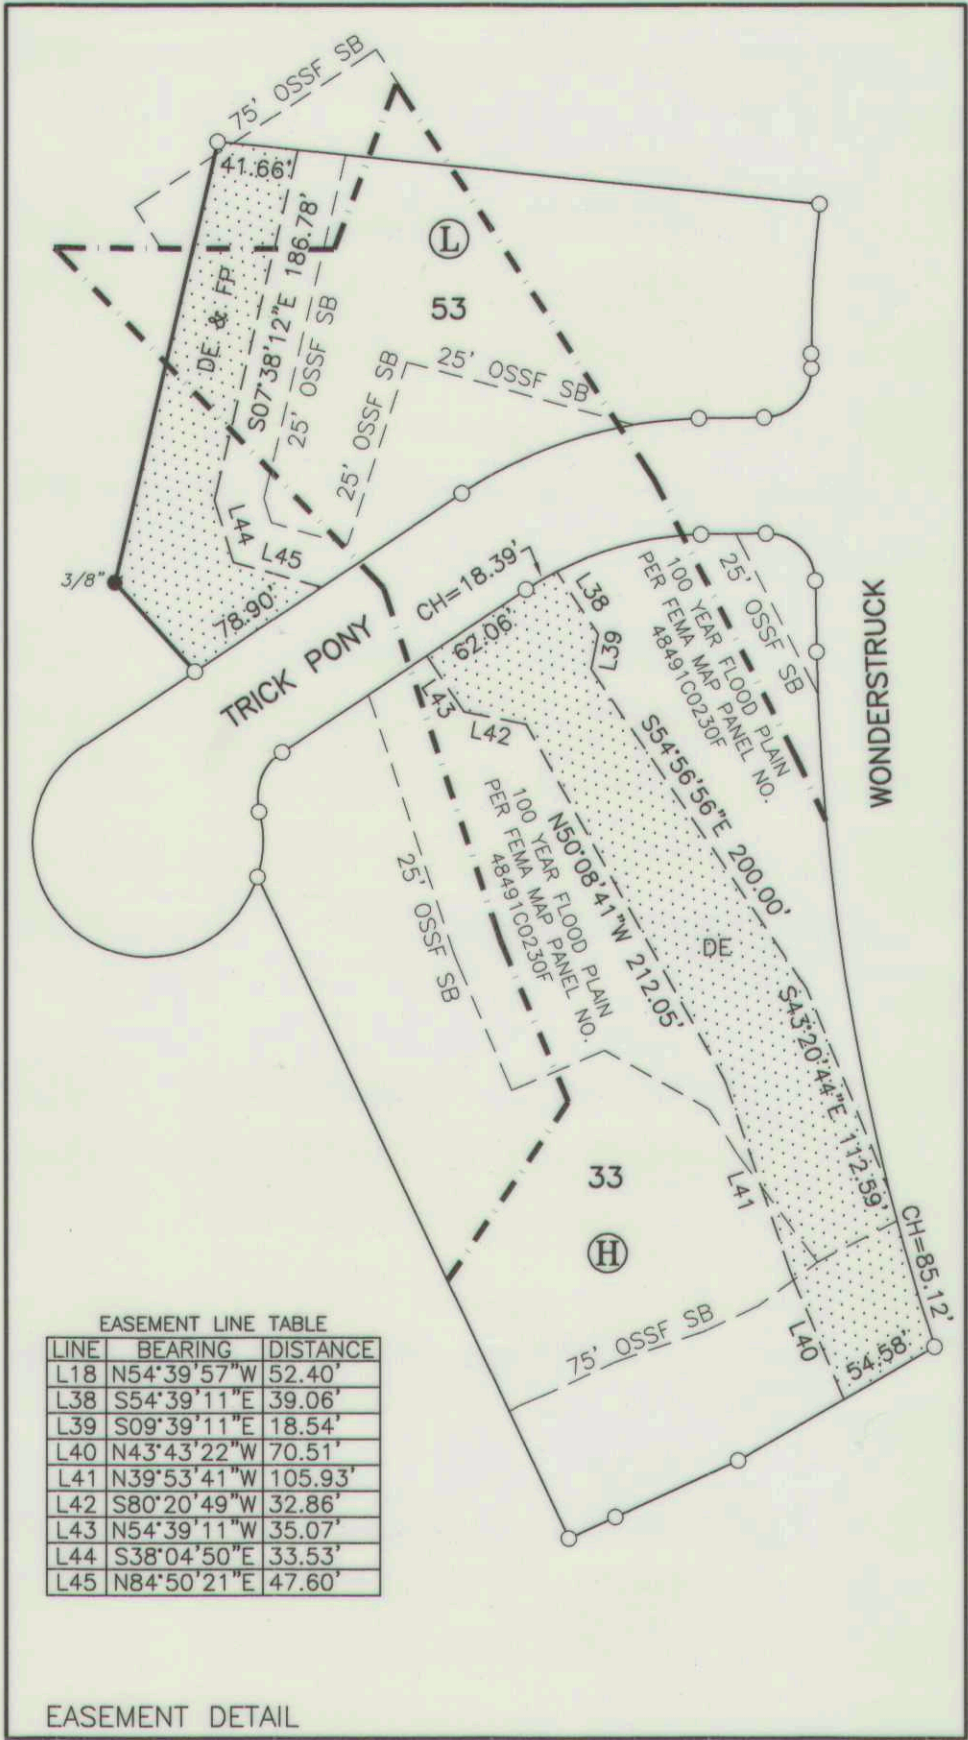 75' OSSF SB
41.66'
DE & FP
S07°38'12"E 186.78'
25' OSSF SB
L
53
25' OSSF SB
25' OSSF SB
L44
L45
3/8"
78.90'
TRICK PONY
CH=18.39'
62.06'
L38
L39
L43
L42
100 YEAR FLOOD PLAIN
PER FEMA MAP PANEL NO.
48491C0230F
25' OSSF SB
WONDERSTRUCK
S54°56'56"E 200.00'
N50°08'41"W 212.05'
100 YEAR FLOOD PLAIN
PER FEMA MAP PANEL NO.
48491C0230F
25' OSSF SB
DE
S43°20'44"E 112.59'
L41
33
H
CH=85.12'
75' OSSF SB
L40
54.58'
EASEMENT LINE TABLE
LINE BEARING DISTANCE
L18 N54°39'57"W 52.40'
L38 S54°39'11"E 39.06'
L39 S09°39'11"E 18.54'
L40 N43°43'22"W 70.51'
L41 N39°53'41"W 105.93'
L42 S80°20'49"W 32.86'
L43 N54°39'11"W 35.07'
L44 S38°04'50"E 33.53'
L45 N84°50'21"E 47.60'
EASEMENT DETAIL